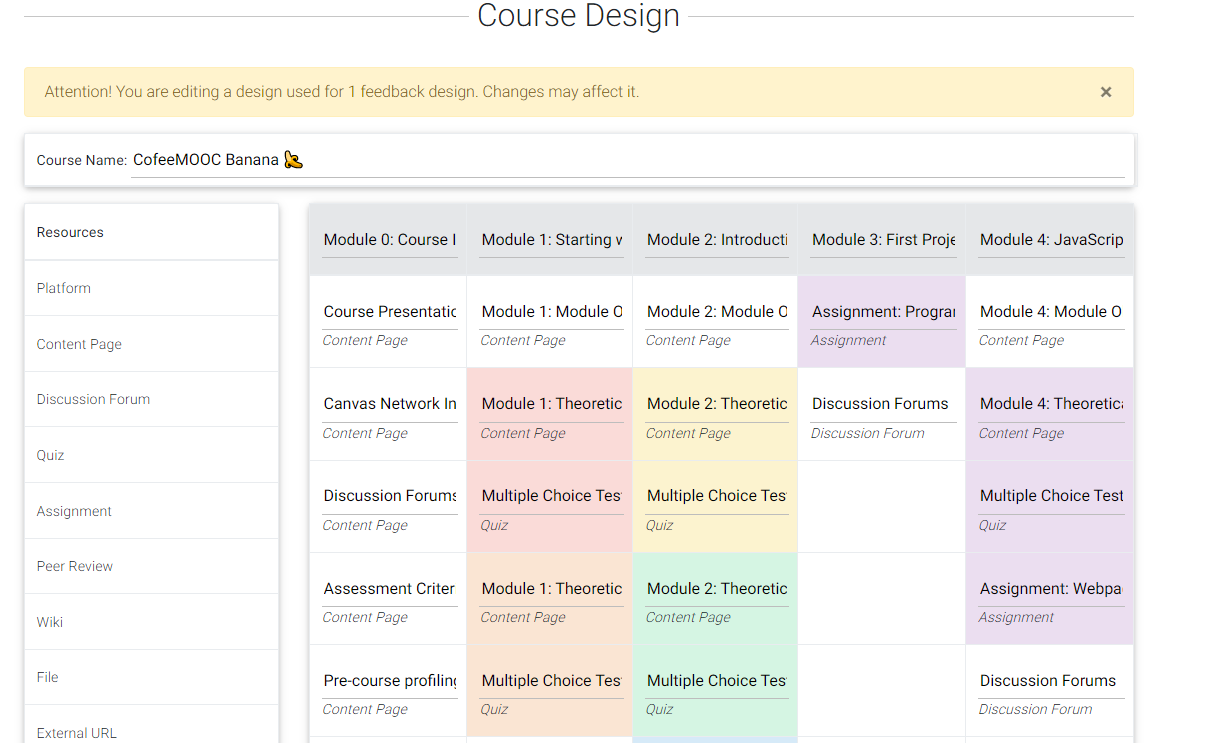 Course Design
Attention! You are editing a design used for 1 feedback design. Changes may affect it.
×
Course Name: CofeeMOOC Banana
Resources
Platform
Content Page
Discussion Forum
Quiz
Assignment
Peer Review
Wiki
File
External URL
Module 0: Course I
Module 1: Starting w
Module 2: Introducti
Module 3: First Proje
Module 4: JavaScrip
Course Presentatio
Content Page
Module 1: Module O
Content Page
Module 2: Module O
Content Page
Assignment: Program
Assignment
Module 4: Module O
Content Page
Canvas Network In
Content Page
Module 1: Theoretic
Content Page
Module 2: Theoretic
Content Page
Discussion Forums
Discussion Forum
Module 4: Theoretica
Content Page
Discussion Forums
Content Page
Multiple Choice Tes
Quiz
Multiple Choice Tes
Quiz
Multiple Choice Test
Quiz
Assessment Criter
Content Page
Module 1: Theoretic
Content Page
Module 2: Theoretic
Content Page
Assignment: Webpa
Assignment
Pre-course profiling
Content Page
Multiple Choice Tes
Quiz
Multiple Choice Tes
Quiz
Discussion Forums
Discussion Forum